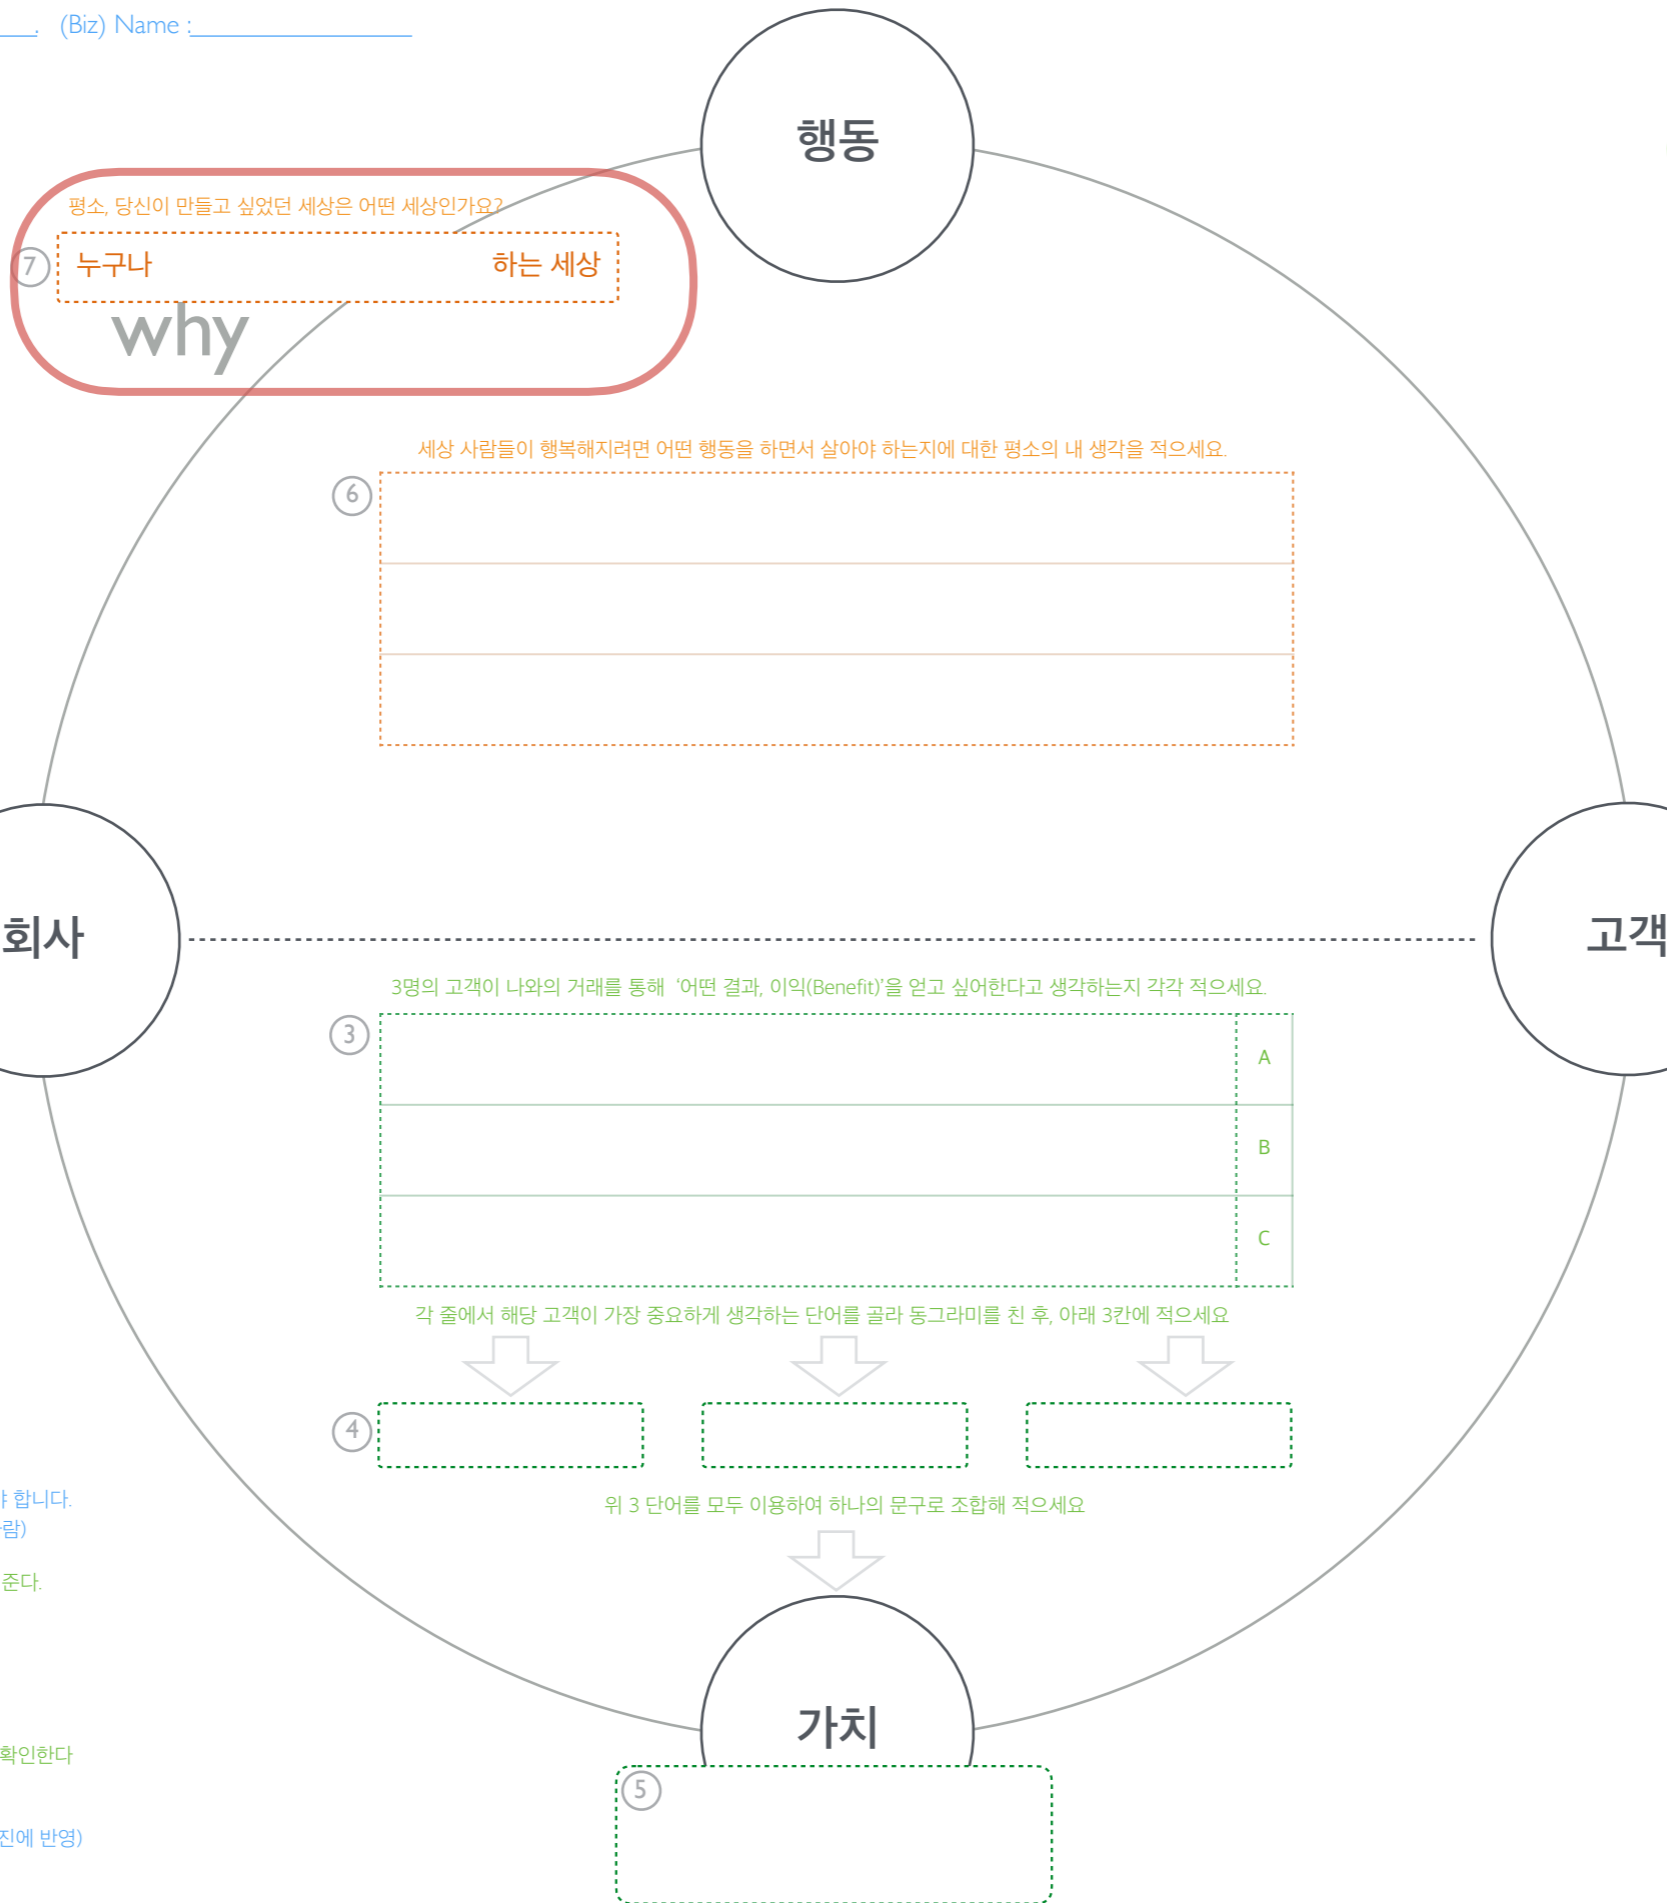 . (Biz) Name :
행동
평소, 당신이 만들고 싶었던 세상은 어떤 세상인가요?
7 누구나 하는 세상
why
세상 사람들이 행복해지려면 어떤 행동을 하면서 살아야 하는지에 대한 평소의 내 생각을 적으세요.
6
회사
고객
3명의 고객이 나와의 거래를 통해 ‘어떤 결과, 이익(Benefit)’을 얻고 싶어한다고 생각하는지 각각 적으세요.
3
A
B
C
각 줄에서 해당 고객이 가장 중요하게 생각하는 단어를 골라 동그라미를 친 후, 아래 3칸에 적으세요
4
합니다.
위 3 단어를 모두 이용하여 하나의 문구로 조합해 적으세요
람)
준다.
가치
확인한다
5
진에 반영)